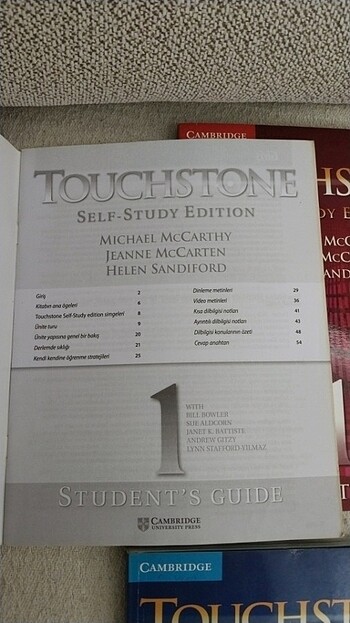 TOUCHSTONE
SELF-STUDY EDITION
MICHAEL MCCARTHY
JEANNE MCCARTEN
HELEN SANDIFORD
Giriş 2
Kitabın ana ögeleri 6
Touchstone Self-Study edition simgeleri 8
Ünite turu 9
Ünite yapısına genel bir bakış 20
Derlemde sıklığı 21
Kendi kendine öğrenme stratejileri 25
Dinleme metinleri 29
Video metinleri 36
Kısa dilbilgisi notları 41
Ayrıntılı dilbilgisi notları 43
Dilbilgisi konularının özeti 48
Cevap anahtarı 54
1
WITH
BILL BOWLER
SUE ALDCORN
JANET K. BATTISTE
ANDREW GITZY
LYNN STAFFORD-YILMAZ
STUDENT'S GUIDE
CAMBRIDGE
UNIVERSITY PRESS
CAMBRIDGE
CAMBRIDGE
TOUCHST